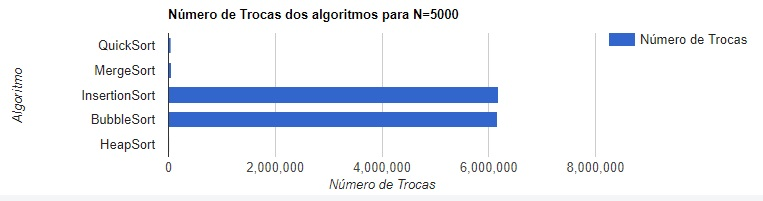 Número de Trocas dos algoritmos para N=5000
Número de Trocas
Algoritmo
QuickSort
MergeSort
InsertionSort
BubbleSort
HeapSort
0
2,000,000
4,000,000
6,000,000
8,000,000
Número de Trocas